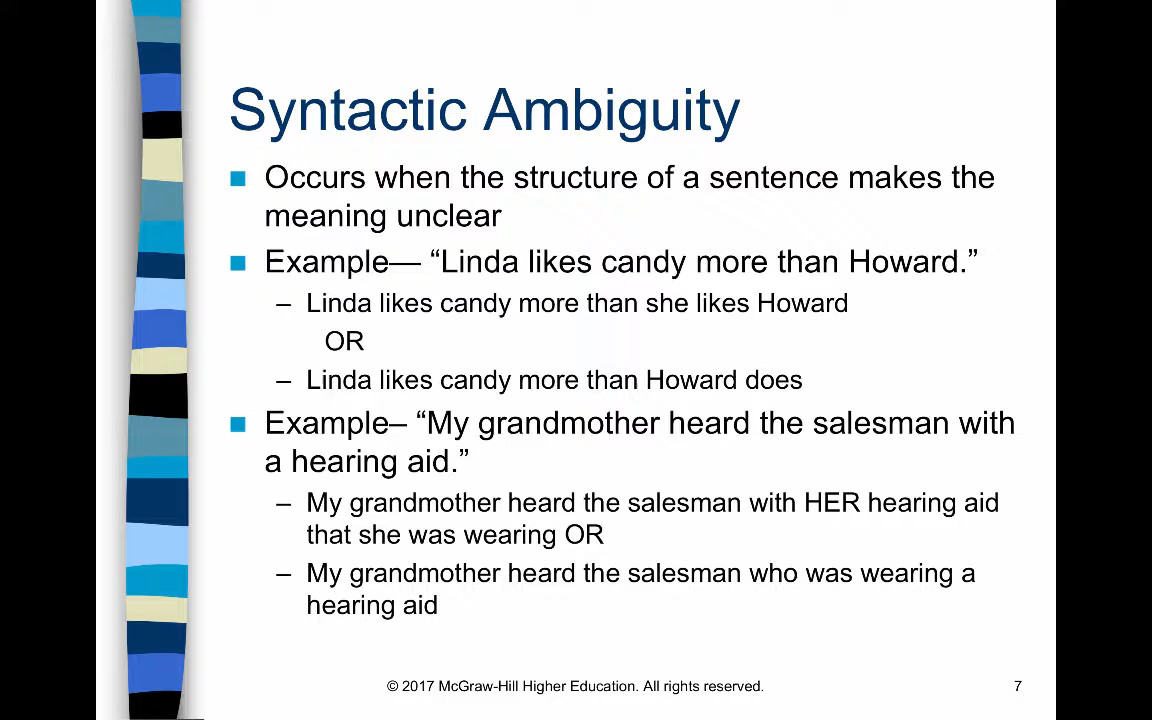 Syntactic Ambiguity
■ Occurs when the structure of a sentence makes the
meaning unclear
■ Example— “Linda likes candy more than Howard.”
– Linda likes candy more than she likes Howard
OR
– Linda likes candy more than Howard does
■ Example– “My grandmother heard the salesman with
a hearing aid.”
– My grandmother heard the salesman with HER hearing aid
that she was wearing OR
– My grandmother heard the salesman who was wearing a
hearing aid
© 2017 McGraw-Hill Higher Education. All rights reserved.
7